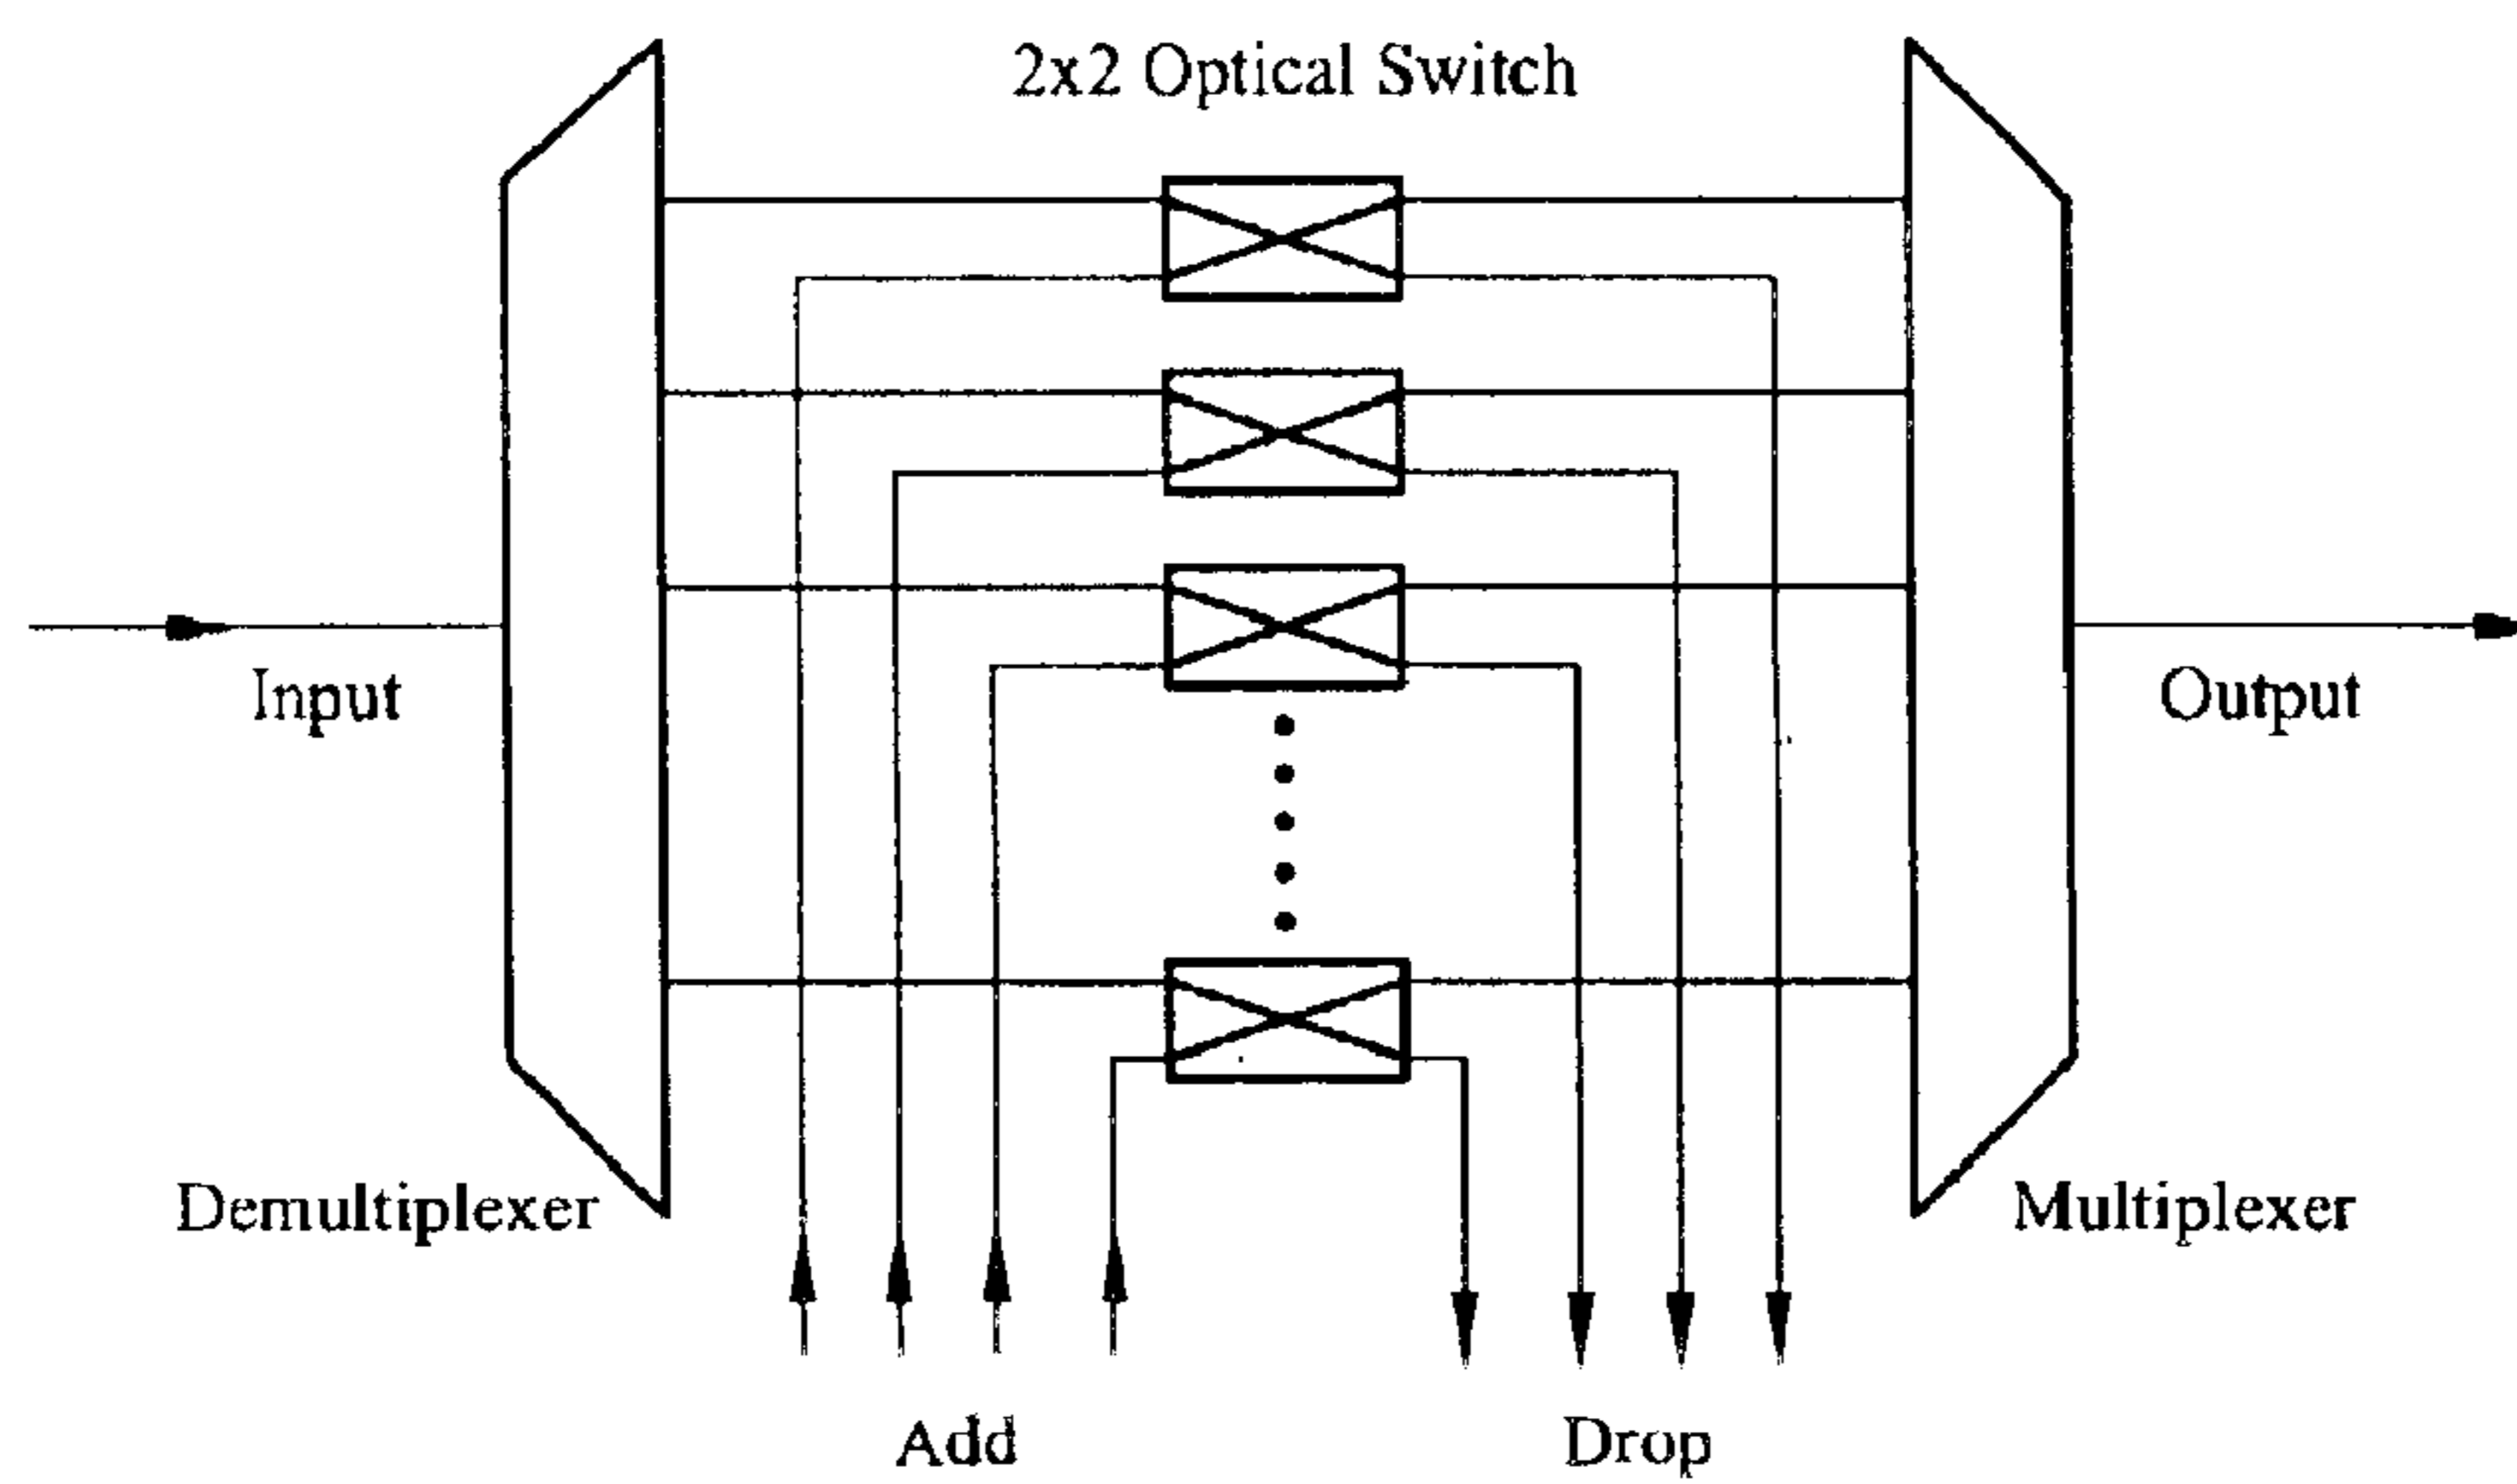 2x2 Optical Switch
Input
Output
Demultiplexer
Multiplexer
Add
Drop